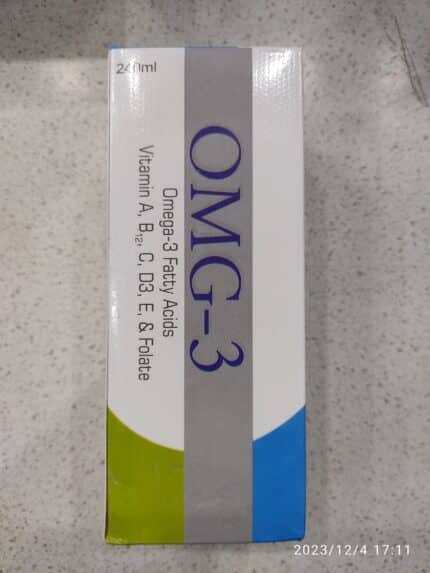 240ml
OMG-3
Omega-3 Fatty Acids
Vitamin A, B12, C, D3, E, & Folate
2023/12/4 17:11